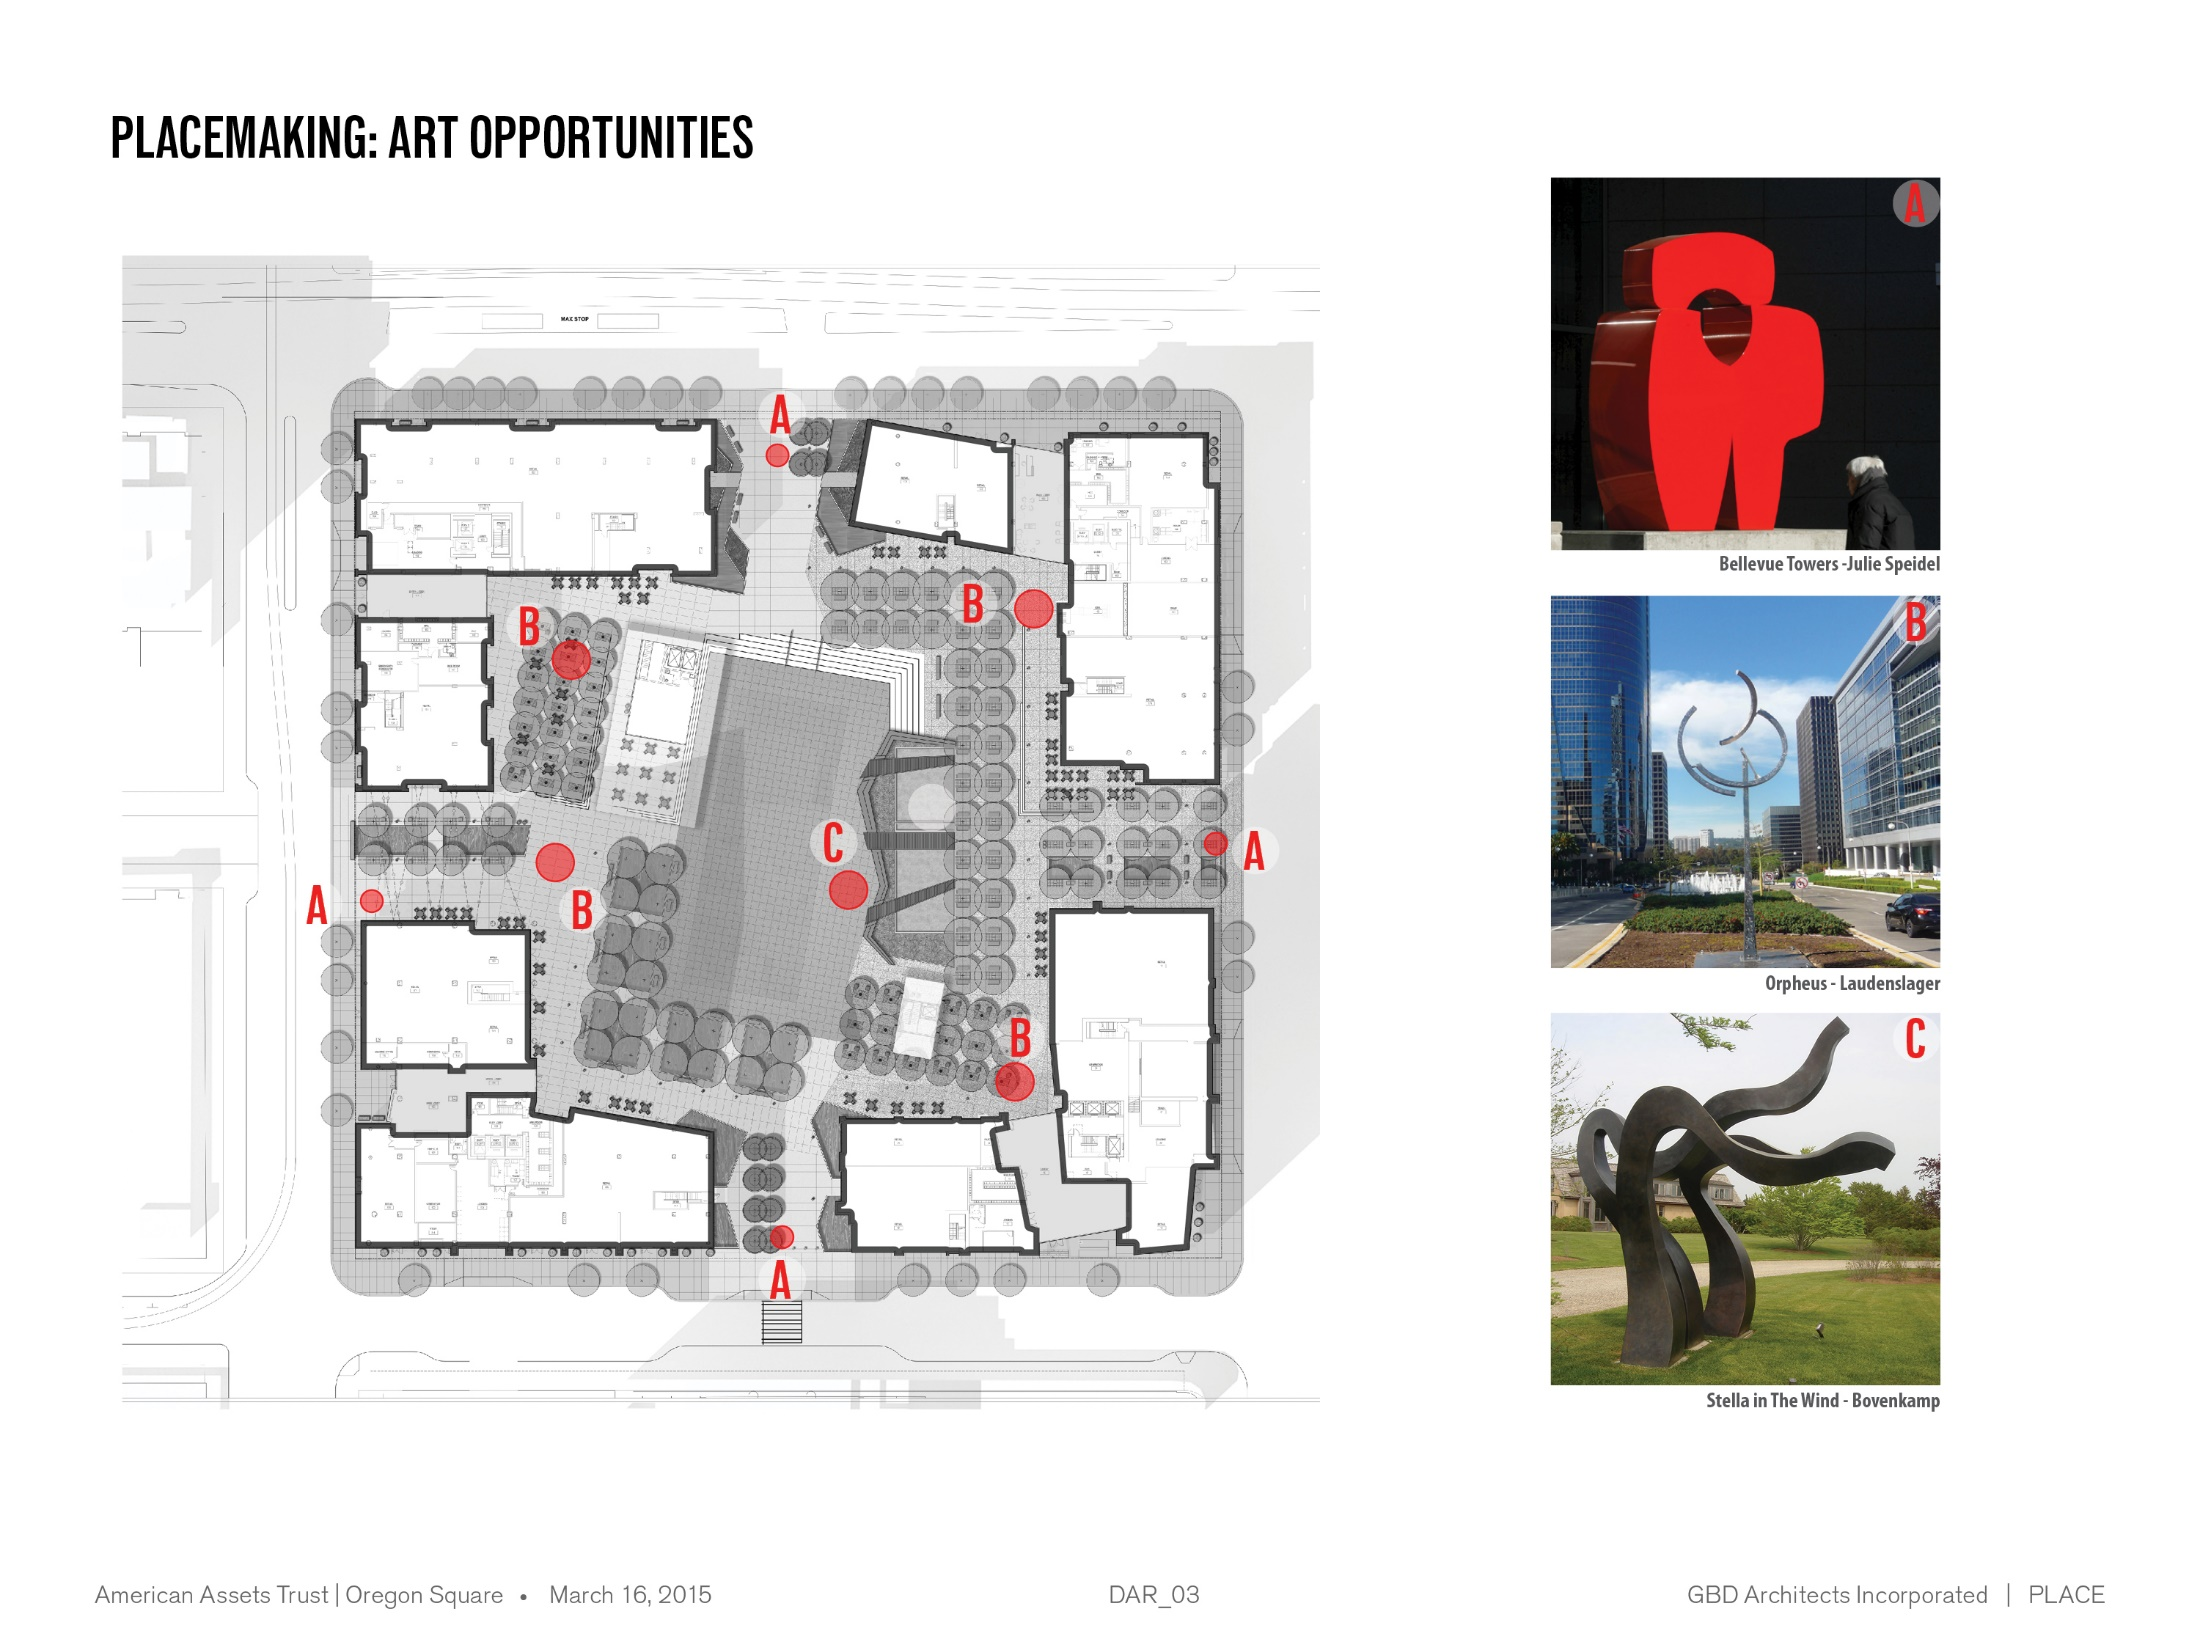 PLACEMAKING: ART OPPORTUNITIES
A
Bellevue Towers -Julie Speidel
B
Orpheus - Laudenslager
C
Stella in The Wind - Bovenkamp
MAX STOP
A
B
B
C
A
A
B
B
A
American Assets Trust | Oregon Square • March 16, 2015
DAR_03
GBD Architects Incorporated | PLACE